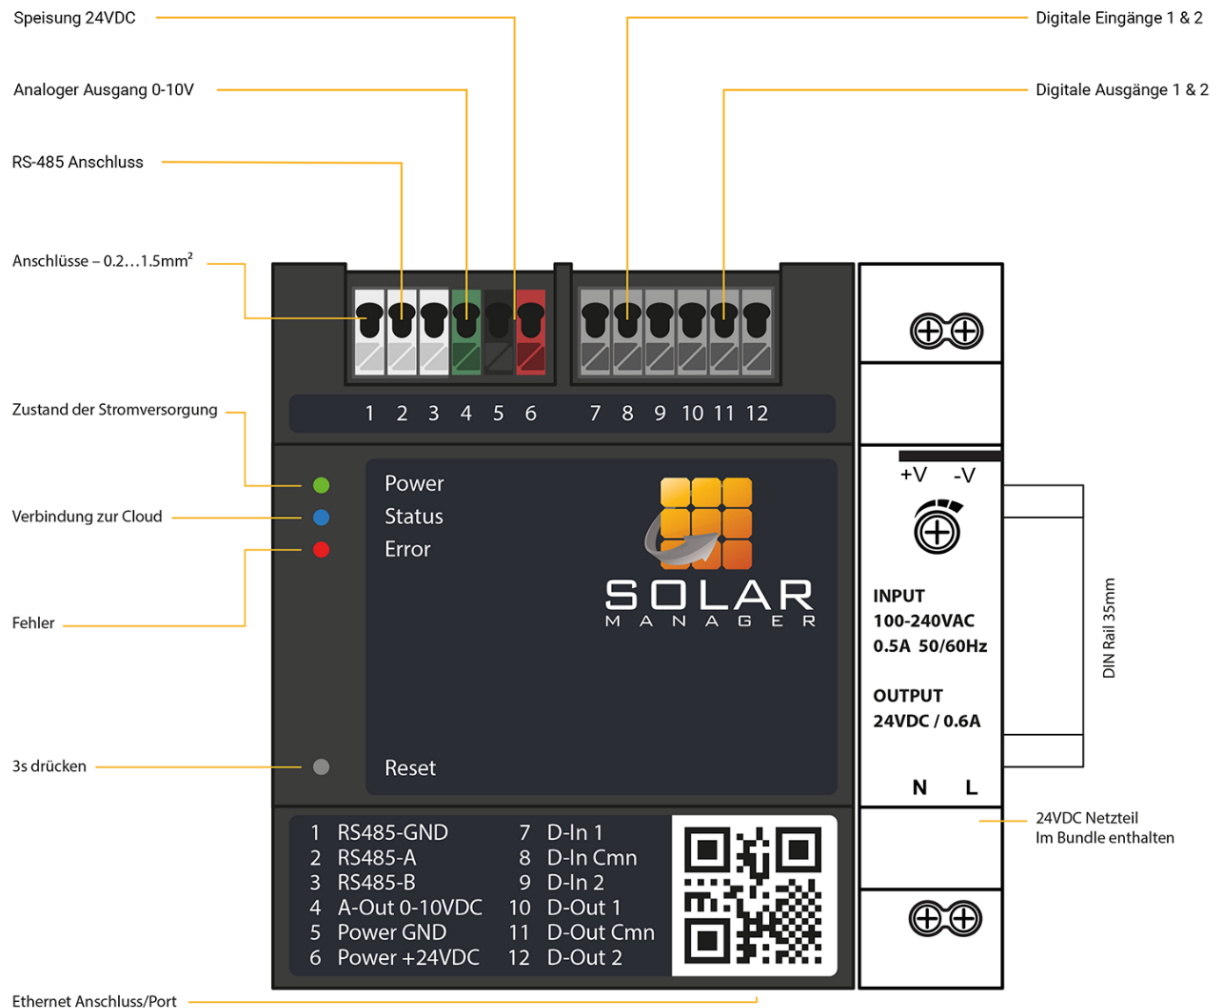 Speisung 24VDC
Digitale Eingänge 1 & 2
Analoger Ausgang 0-10V
Digitale Ausgänge 1 & 2
RS-485 Anschluss
Anschlüsse – 0.2…1.5mm²
1 2 3 4 5 6 7 8 9 10 11 12
Zustand der Stromversorgung
Verbindung zur Cloud
Fehler
3s drücken
Power
Status
Error
SOLAR
MANAGER
Reset
+V -V
INPUT
100-240VAC
0.5A 50/60Hz
OUTPUT
24VDC / 0.6A
N L
DIN Rail 35mm
24VDC Netzteil
Im Bundle enthalten
1 RS485-GND
2 RS485-A
3 RS485-B
4 A-Out 0-10VDC
5 Power GND
6 Power +24VDC
7 D-In 1
8 D-In Cmn
9 D-In 2
10 D-Out 1
11 D-Out Cmn
12 D-Out 2
Ethernet Anschluss/Port